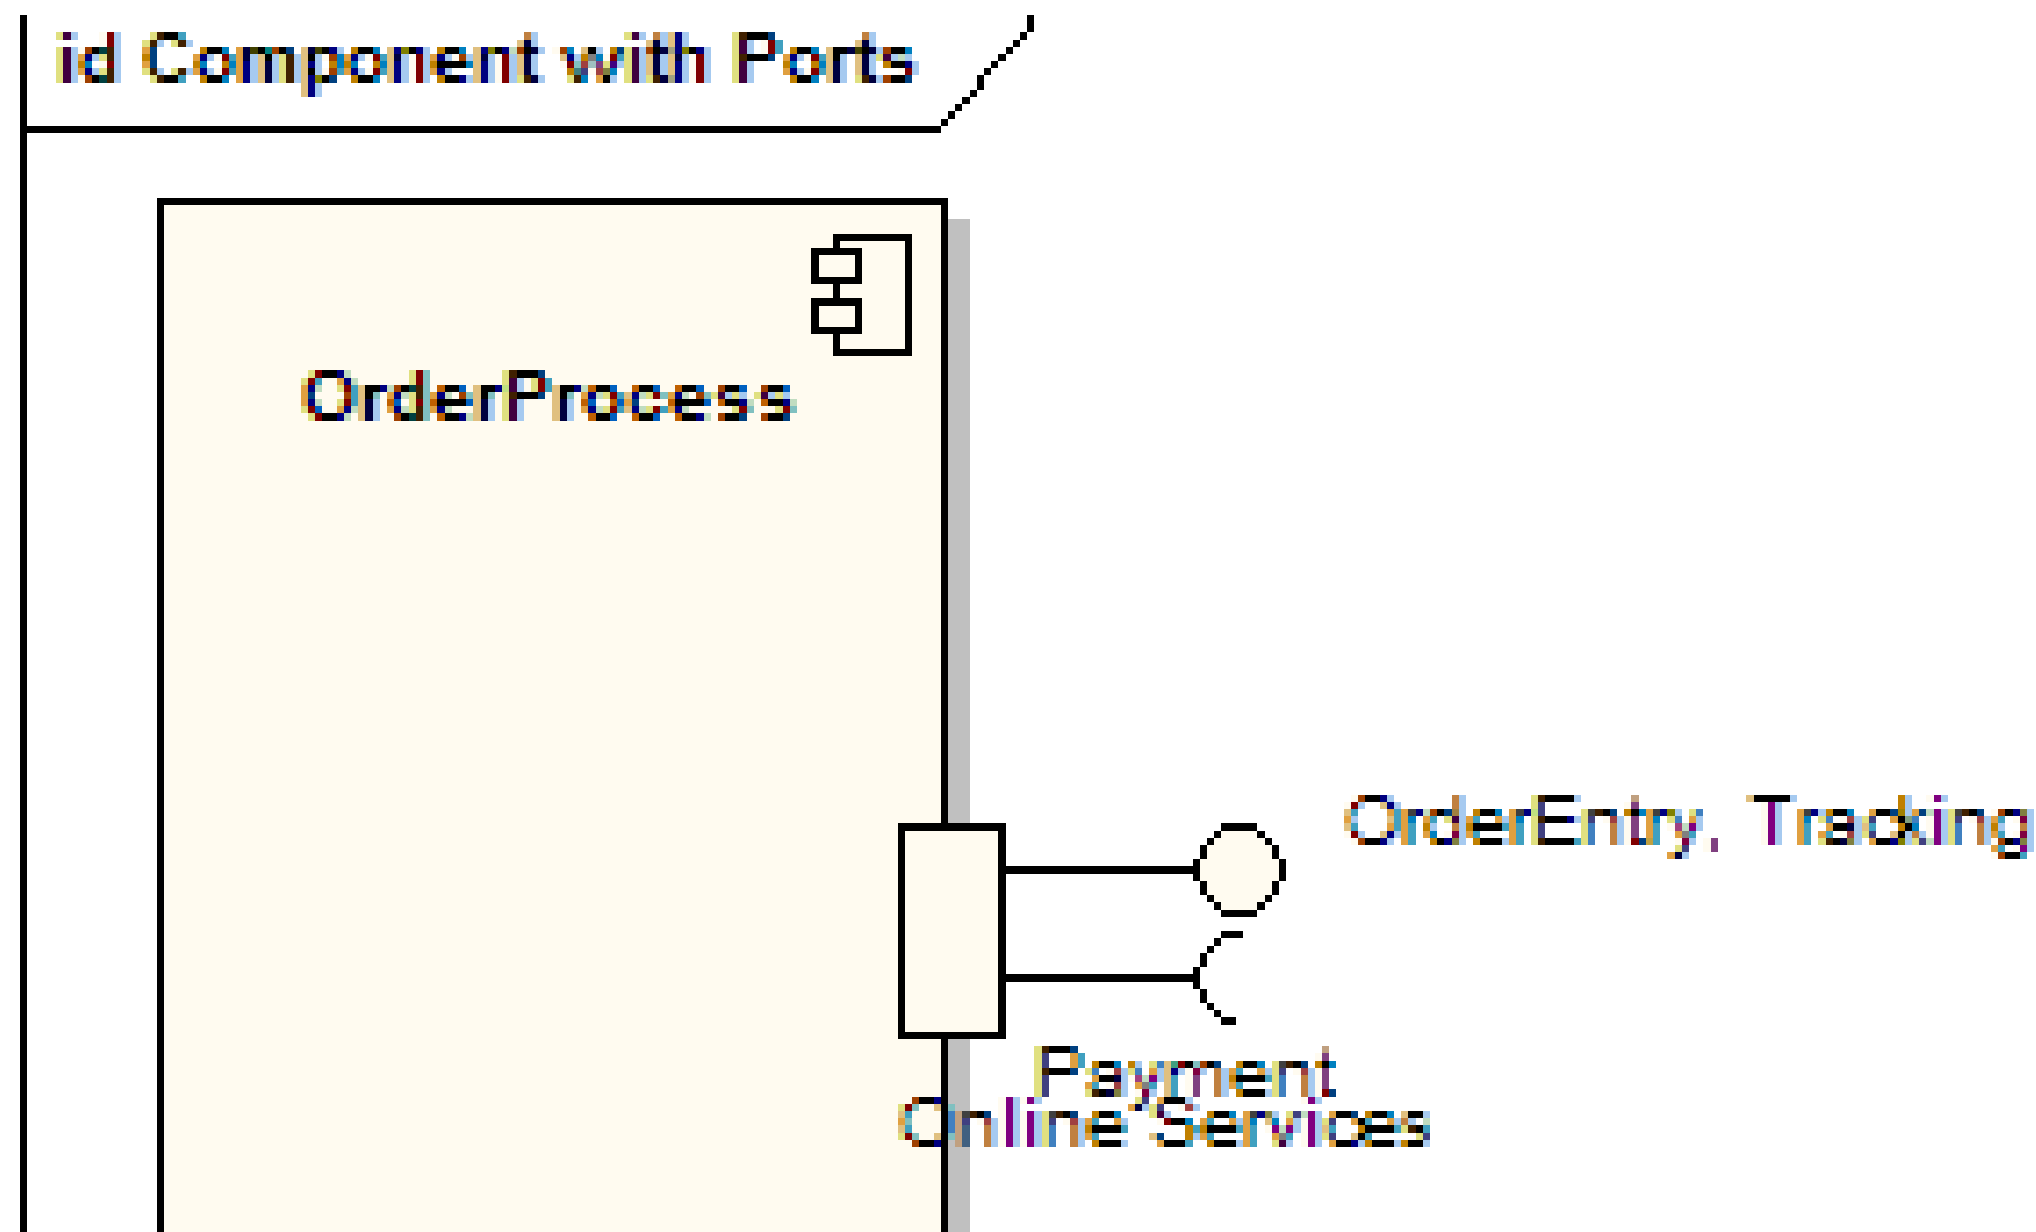 id Component with Ports
OrderProcess
OrderEntry, Tracking
Payment
Online Services